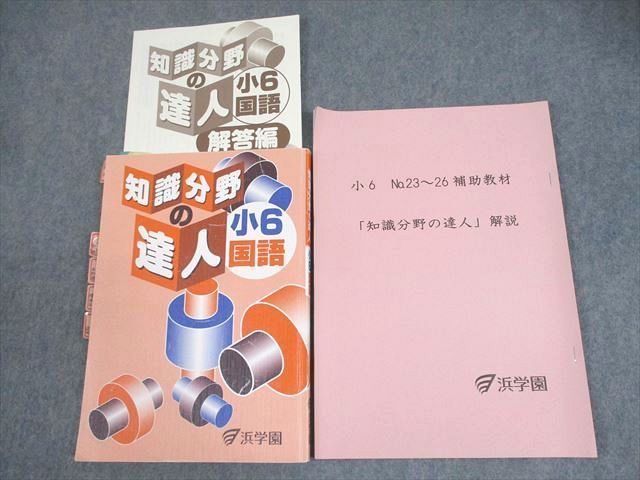 知識分野
の
達人
小6
国語
解答編
知識分野
の
達人
小6
国語
浜学園
小6 No.23～26 補助教材
「知識分野の達人」解説
浜学園